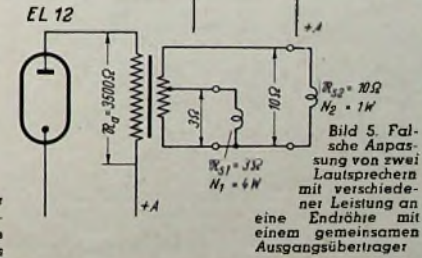 EL 12
+A
ℜa=3500Ω
3Ω
10Ω
ℜS2= 10Ω
N2 = 1W
ℜS1= 3Ω
N1 = 4W
+A
Bild 5. Fal-
sche Anpas-
sung von zwei
Lautsprechern
mit verschiede-
ner Leistung an
eine Endröhre mit
einem gemeinsamen
Ausgangsübertrager